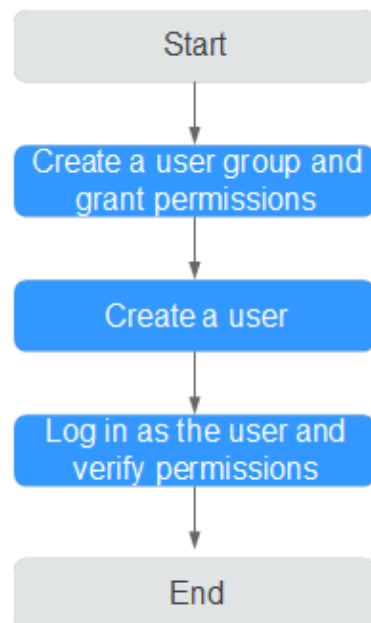 Start
Create a user group and
grant permissions
Create a user
Log in as the user and
verify permissions
End